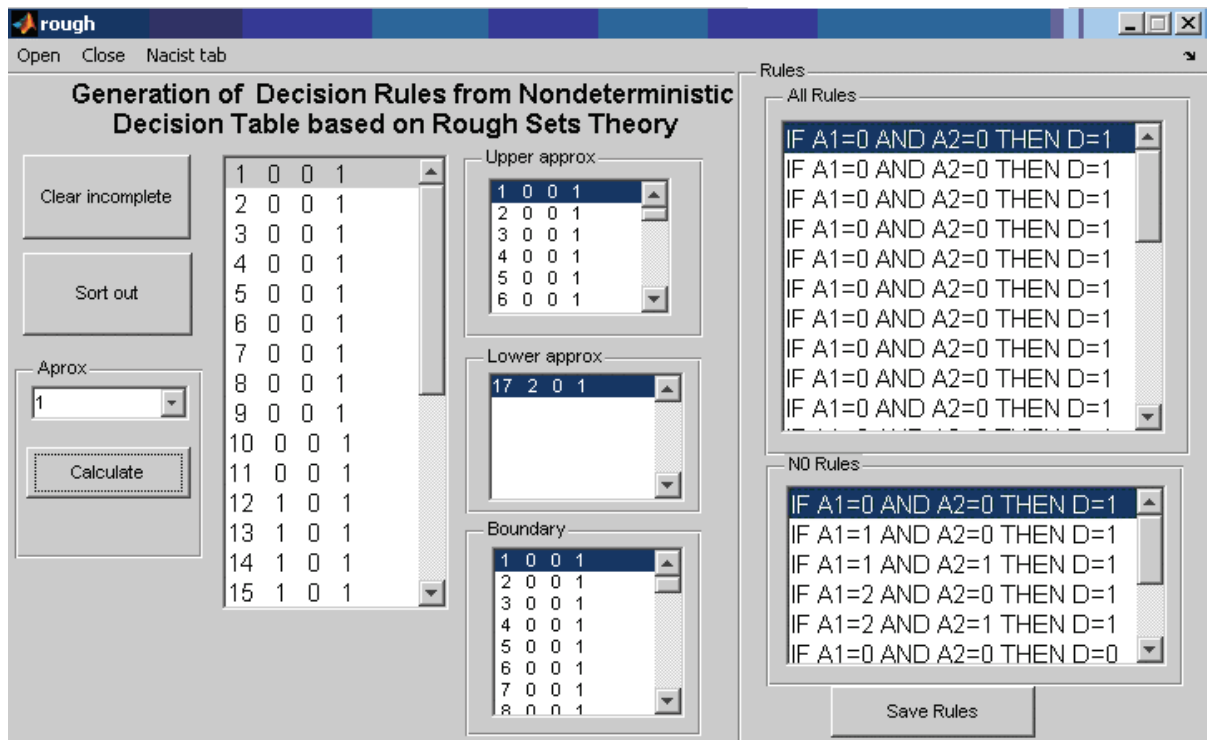 rough
Open Close Nacist tab
Generation of Decision Rules from Nondeterministic
Decision Table based on Rough Sets Theory
Clear incomplete
Sort out
Aprox
1
Calculate
1 0 0 1
2 0 0 1
3 0 0 1
4 0 0 1
5 0 0 1
6 0 0 1
7 0 0 1
8 0 0 1
9 0 0 1
10 0 0 1
11 0 0 1
12 1 0 1
13 1 0 1
14 1 0 1
15 1 0 1
Upper approx
1 0 0 1
2 0 0 1
3 0 0 1
4 0 0 1
5 0 0 1
6 0 0 1
Lower approx
17 2 0 1
Boundary
1 0 0 1
2 0 0 1
3 0 0 1
4 0 0 1
5 0 0 1
6 0 0 1
7 0 0 1
8 0 0 1
Rules
All Rules
IF A1=0 AND A2=0 THEN D=1
IF A1=0 AND A2=0 THEN D=1
IF A1=0 AND A2=0 THEN D=1
IF A1=0 AND A2=0 THEN D=1
IF A1=0 AND A2=0 THEN D=1
IF A1=0 AND A2=0 THEN D=1
IF A1=0 AND A2=0 THEN D=1
IF A1=0 AND A2=0 THEN D=1
IF A1=0 AND A2=0 THEN D=1
IF A1=0 AND A2=0 THEN D=1
N0 Rules
IF A1=0 AND A2=0 THEN D=1
IF A1=1 AND A2=0 THEN D=1
IF A1=1 AND A2=1 THEN D=1
IF A1=2 AND A2=0 THEN D=1
IF A1=2 AND A2=1 THEN D=1
IF A1=0 AND A2=0 THEN D=0
Save Rules